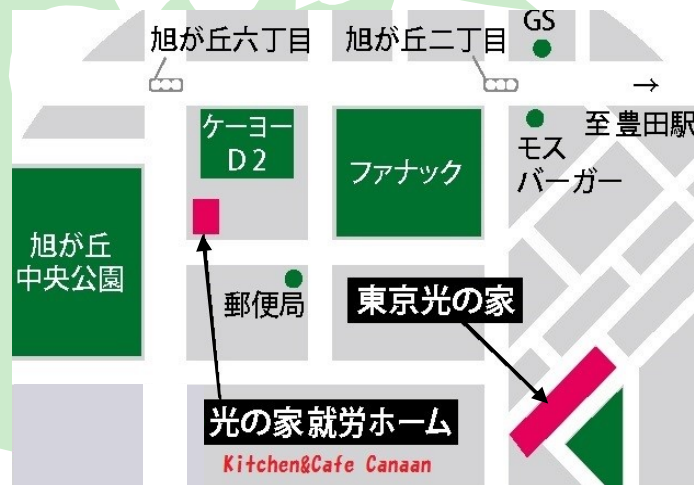 GS
旭が丘六丁目
旭が丘二丁目
→
至豊田駅
ケーヨー
D2
ファナック
モス
バーガー
旭が丘
中央公園
郵便局
東京光の家
光の家就労ホーム
Kitchen&Cafe Canaan